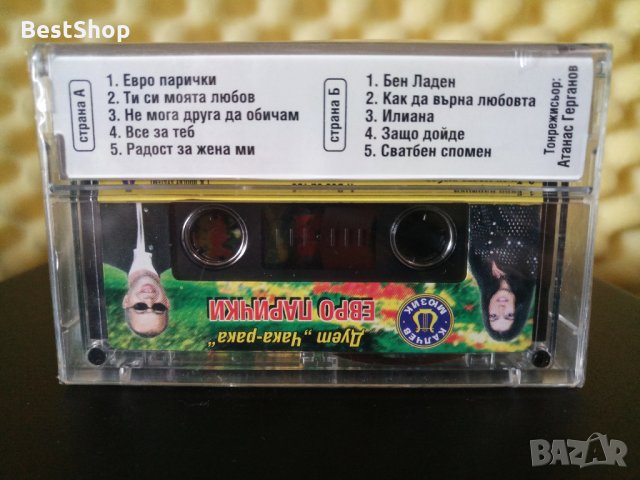 BestShop
страна А
1. Евро парички
2. Ти си моята любов
3. Не мога друга да обичам
4. Все за теб
5. Радост за жена ми
страна Б
1. Бен Ладен
2. Как да върна любовта
3. Илиана
4. Защо дойде
5. Сватбен спомен
Тонрежисьор:
Атанас Герганов
КАЛЧЕВ
МЮЗИК
Дует „Чака-рака“
ЕВРО ПАРИЧКИ
BAZAR